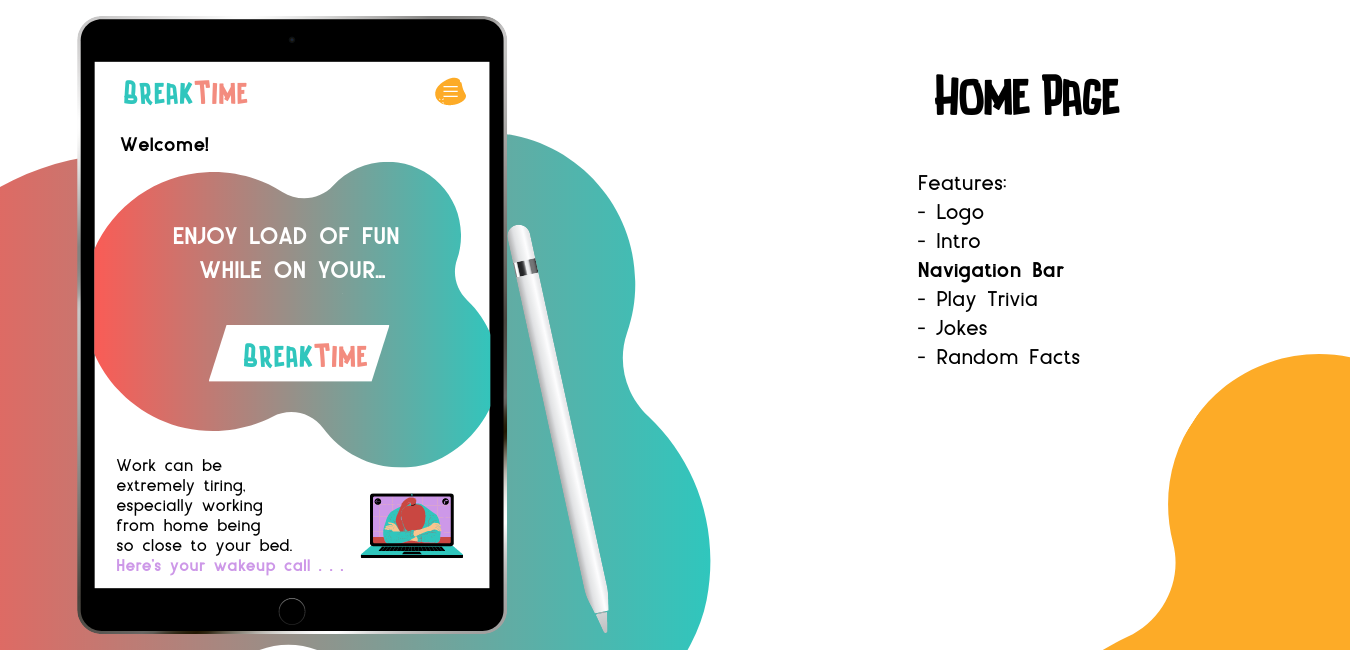 BREAKTIME
Welcome!
ENJOY LOAD OF FUN
WHILE ON YOUR...
BREAKTIME
Work can be
extremely tiring,
especially working
from home being
so close to your bed.
Here's your wakeup call . . .
HOME PAGE
Features:
- Logo
- Intro
Navigation Bar
- Play Trivia
- Jokes
- Random Facts